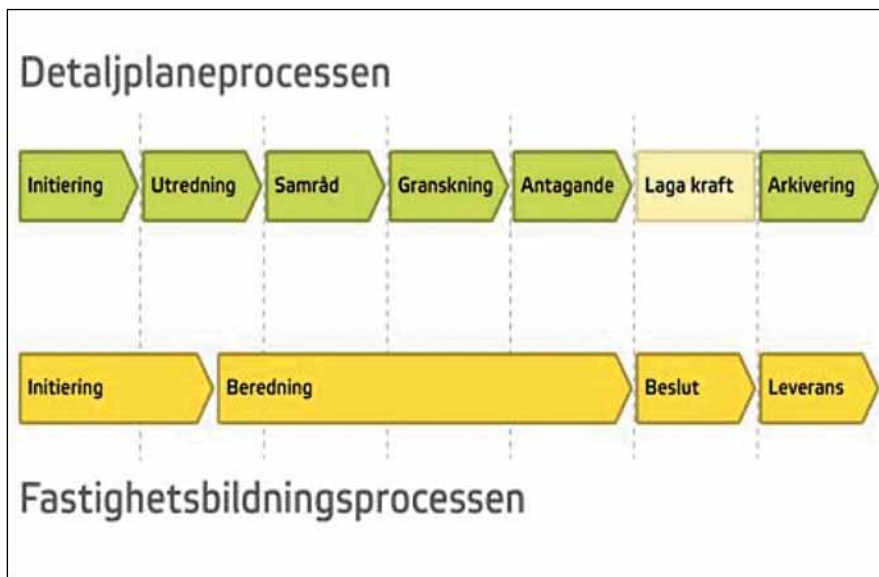 Detaljplaneprocessen
Initiering Utredning Samråd Granskning Antagande Laga kraft Arkivering
Initiering Beredning Beslut Leverans
Fastighetsbildningsprocessen